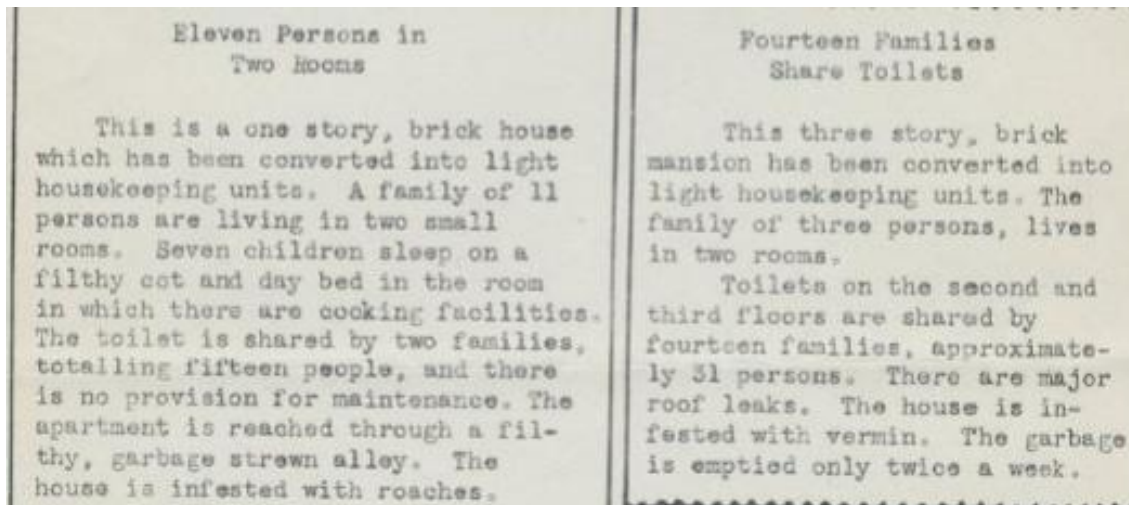 Eleven Persons in
Two Rooms
This is a one story, brick house
which has been converted into light
housekeeping units. A family of 11
persons are living in two small
rooms. Seven children sleep on a
filthy cot and day bed in the room
in which there are cooking facilities.
The toilet is shared by two families,
totalling fifteen people, and there
is no provision for maintenance. The
apartment is reached through a fil-
thy, garbage strewn alley. The
house is infested with roaches.
Fourteen Families
Share Toilets
This three story, brick
mansion has been converted into
light housekeeping units. The
family of three persons, lives
in two rooms.
Toilets on the second and
third floors are shared by
fourteen families, approximate-
ly 31 persons. There are major
roof leaks. The house is in-
fested with vermin. The garbage
is emptied only twice a week.